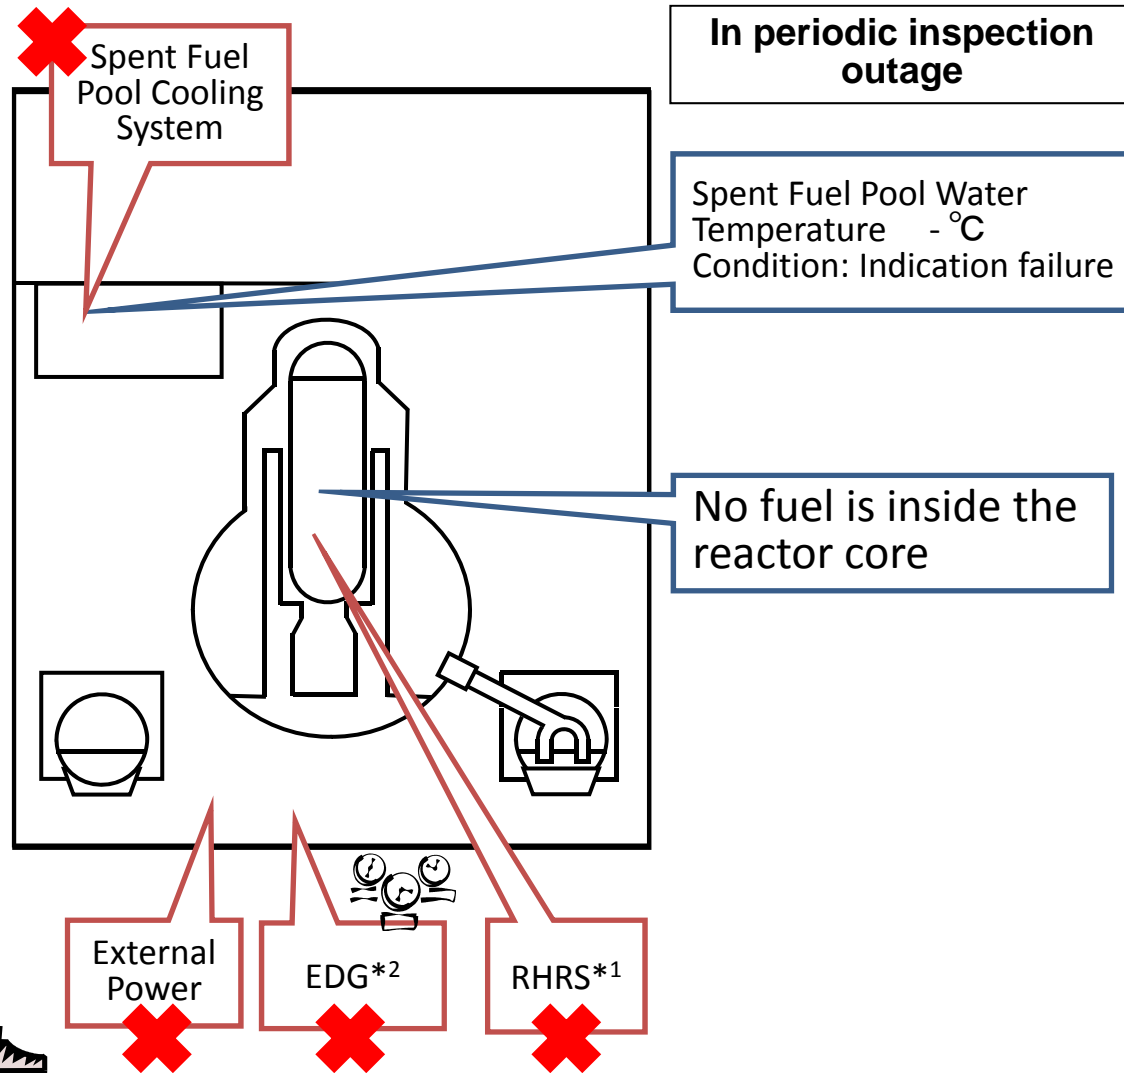 In periodic inspection
outage
Spent Fuel
Pool Cooling
System
Spent Fuel Pool Water
Temperature - ℃
Condition: Indication failure
No fuel is inside the
reactor core
External
Power
EDG*2
RHRS*1